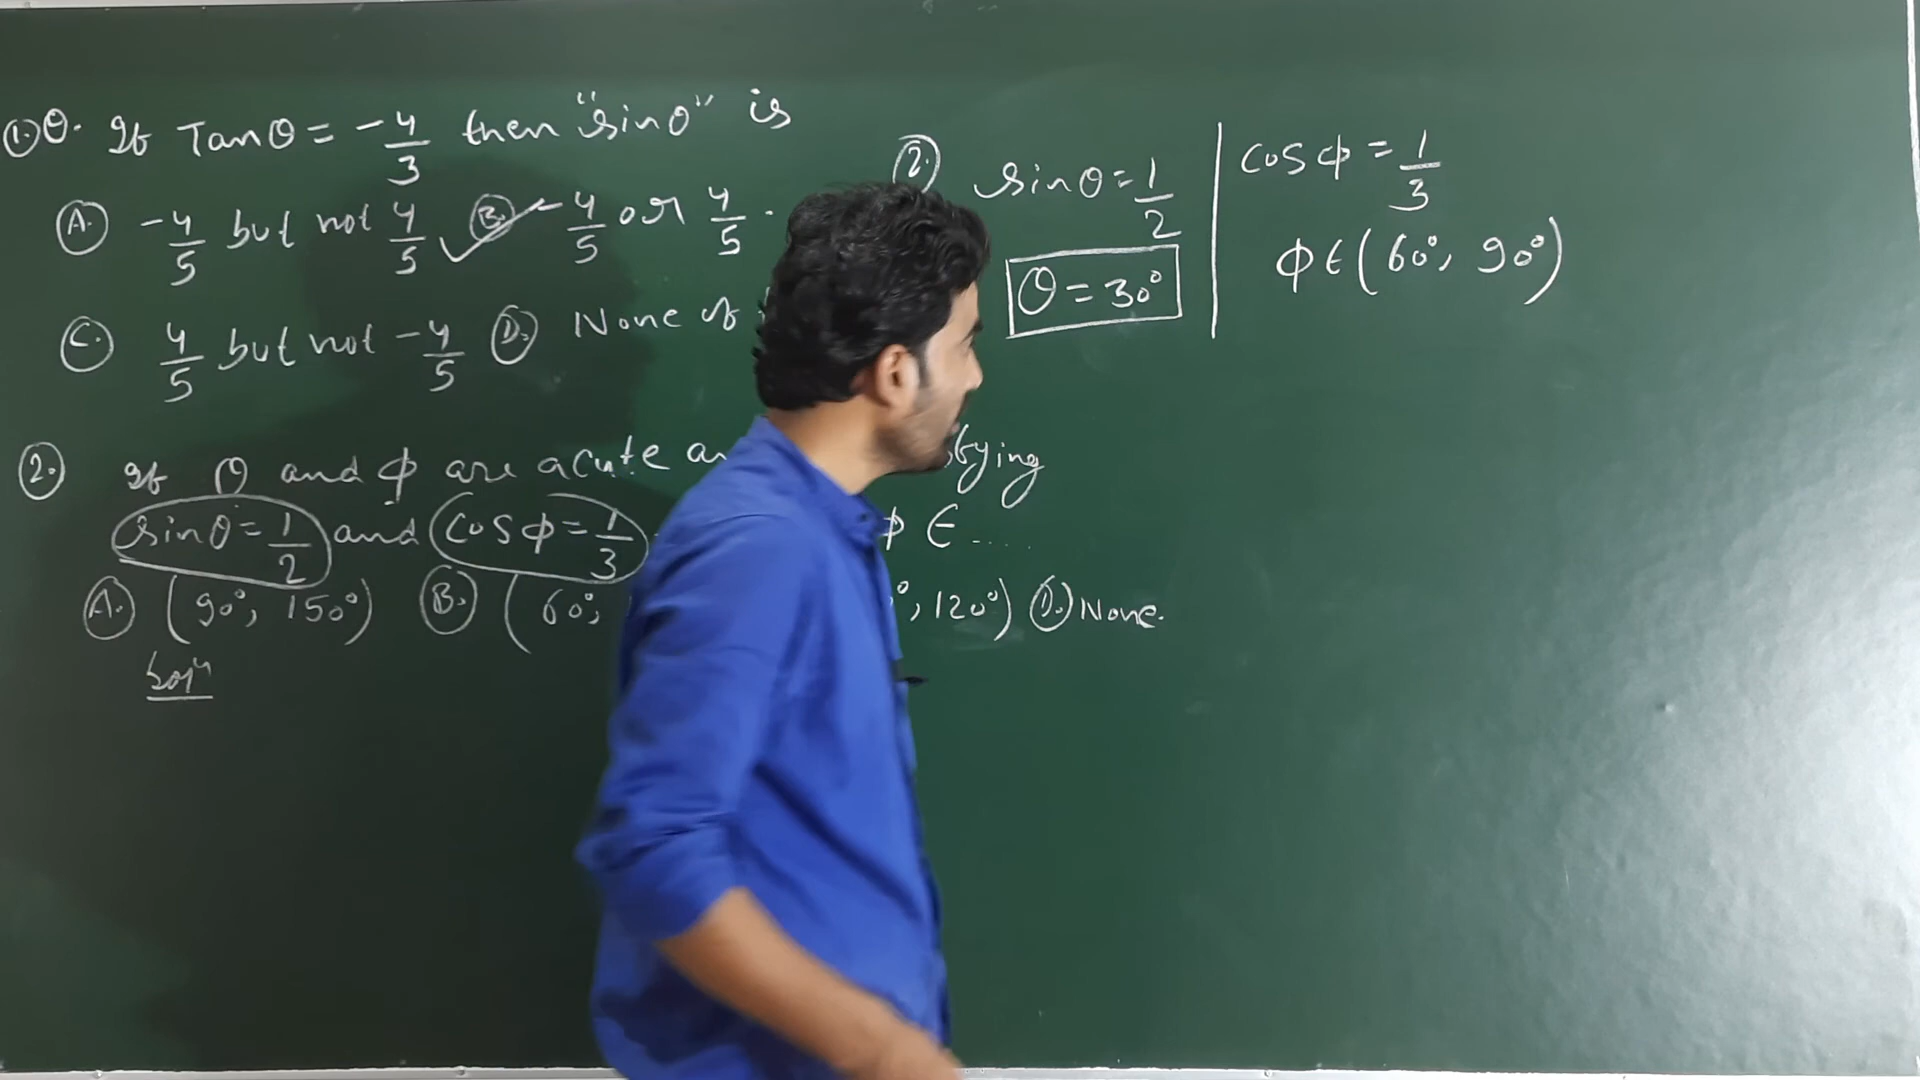 1. Q. If Tanθ = -4/3 then "sinθ" is
A. -4/5 but not 4/5 B. -4/5 or 4/5.
C. 4/5 but not -4/5 D. None of
2. If θ and ϕ are acute
sinθ = 1/2 and cosϕ = 1/3 ϕ ∈ ....
A. (90°, 150°) B. (60°, °, 120°) D. None.
Solⁿ
2. sinθ = 1/2
θ = 30°
cosϕ = 1/3
ϕ ∈ (60°, 90°)